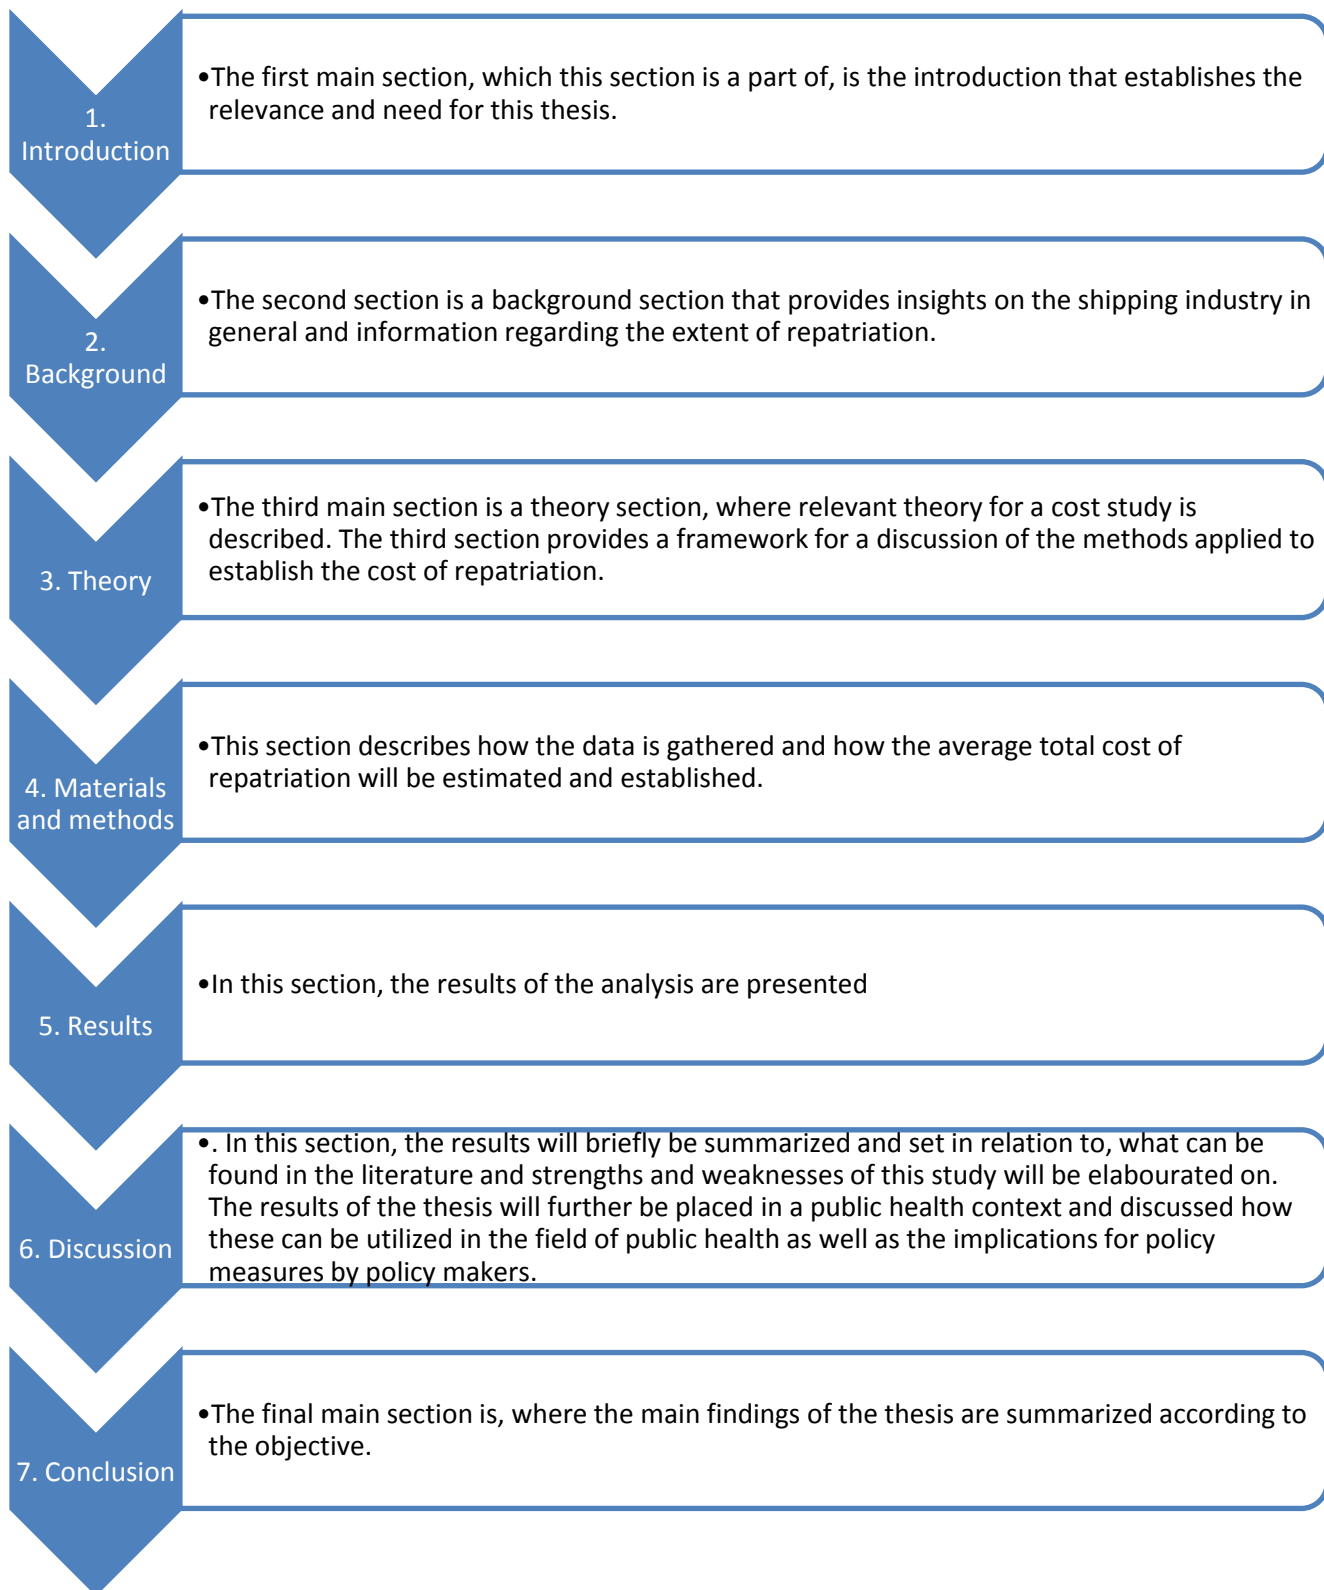 1.
Introduction
•The first main section, which this section is a part of, is the introduction that establishes the
relevance and need for this thesis.
2.
Background
•The second section is a background section that provides insights on the shipping industry in
general and information regarding the extent of repatriation.
3. Theory
•The third main section is a theory section, where relevant theory for a cost study is
described. The third section provides a framework for a discussion of the methods applied to
establish the cost of repatriation.
4. Materials
and methods
•This section describes how the data is gathered and how the average total cost of
repatriation will be estimated and established.
5. Results
•In this section, the results of the analysis are presented
6. Discussion
•. In this section, the results will briefly be summarized and set in relation to, what can be
found in the literature and strengths and weaknesses of this study will be elabourated on.
The results of the thesis will further be placed in a public health context and discussed how
these can be utilized in the field of public health as well as the implications for policy
measures by policy makers.
7. Conclusion
•The final main section is, where the main findings of the thesis are summarized according to
the objective.